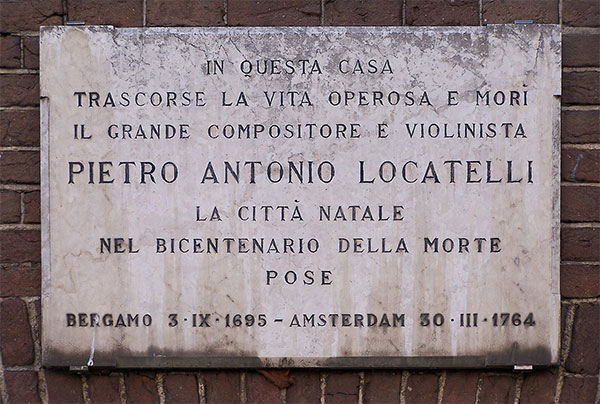 IN QUESTA CASA
TRASCORSE LA VITA OPEROSA E MORÌ
IL GRANDE COMPOSITORE E VIOLINISTA
PIETRO ANTONIO LOCATELLI
LA CITTÀ NATALE
NEL BICENTENARIO DELLA MORTE
POSE
BERGAMO 3·IX·1695 – AMSTERDAM 30·III·1764